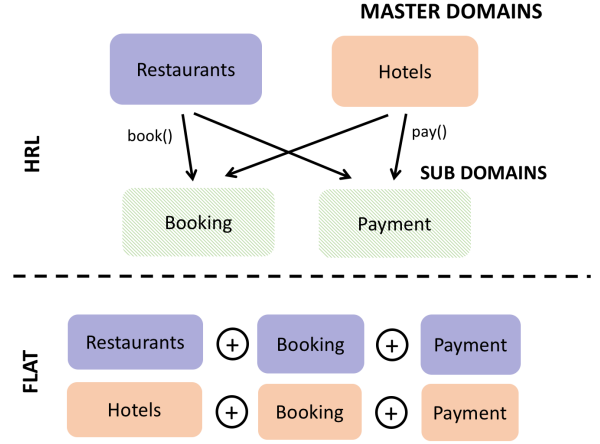 MASTER DOMAINS
Restaurants
Hotels
book()
pay()
HRL
SUB DOMAINS
Booking
Payment
FLAT
Restaurants + Booking + Payment
Hotels + Booking + Payment